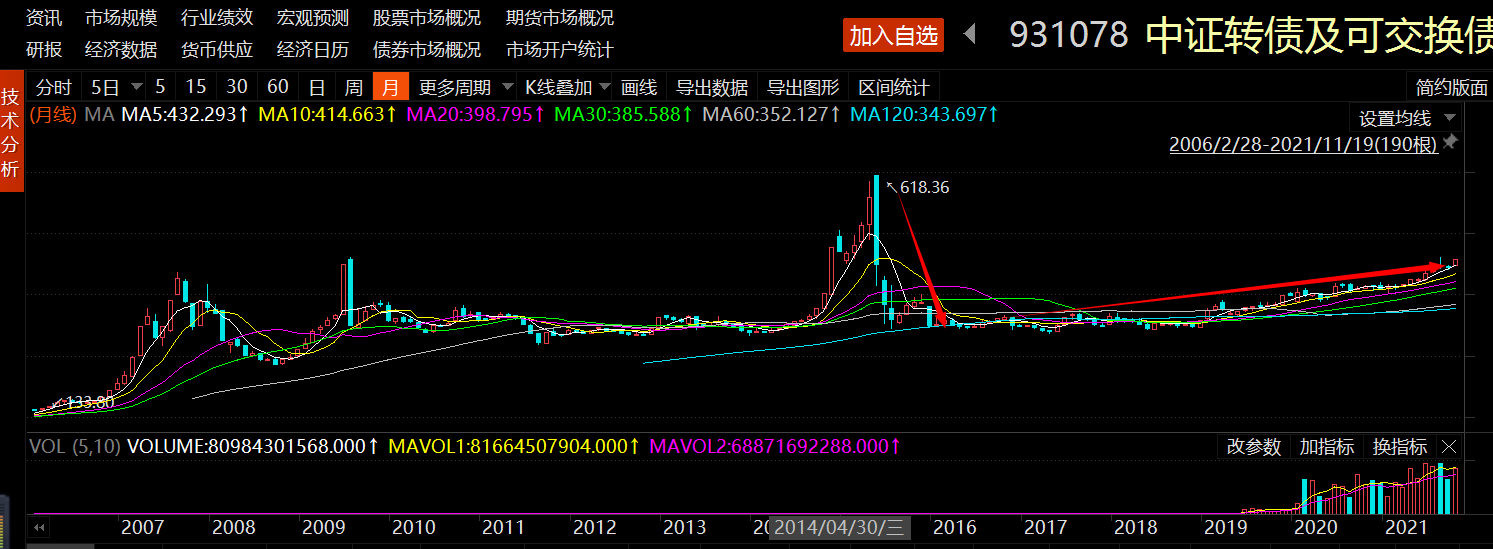 资讯 市场规模 行业绩效 宏观预测 股票市场概况 期货市场概况
研报 经济数据 货币供应 经济日历 债券市场概况 市场开户统计
加入自选 931078 中证转债及可交换债
技术分析
分时 5日 5 15 30 60 日 周 月 更多周期 K线叠加 画线 导出数据 导出图形 区间统计 简约版面
(月线) MA MA5:432.293↑ MA10:414.663↑ MA20:398.795↑ MA30:385.588↑ MA60:352.127↑ MA120:343.697↑ 设置均线
2006/2/28-2021/11/19(190根)
618.36
133.80
VOL (5,10) VOLUME:80984301568.000↑ MAVOL1:81664507904.000↑ MAVOL2:68871692288.000↑ 改参数 加指标 换指标
2007 2008 2009 2010 2011 2012 2013 2014/04/30/三 2016 2017 2018 2019 2020 2021